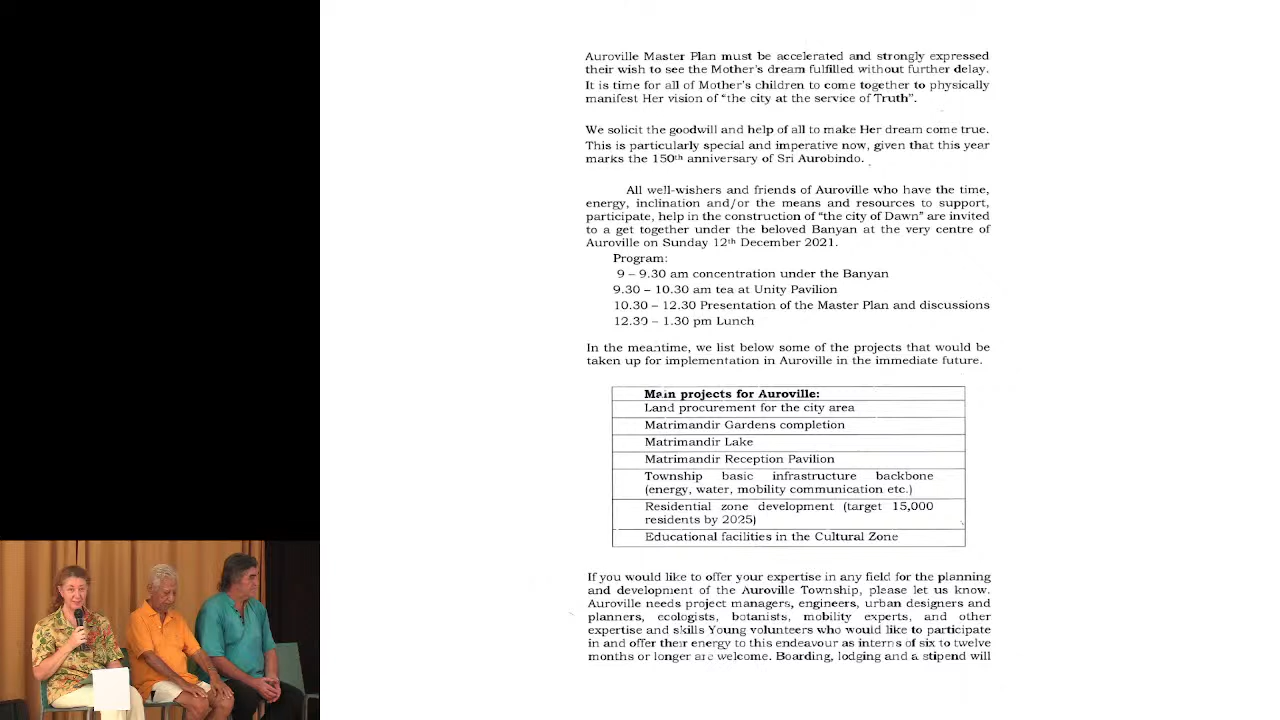 Auroville Master Plan must be accelerated and strongly expressed
their wish to see the Mother's dream fulfilled without further delay.
It is time for all of Mother's children to come together to physically
manifest Her vision of "the city at the service of Truth".
We solicit the goodwill and help of all to make Her dream come true.
This is particularly special and imperative now, given that this year
marks the 150th anniversary of Sri Aurobindo.
All well-wishers and friends of Auroville who have the time,
energy, inclination and/or the means and resources to support,
participate, help in the construction of "the city of Dawn" are invited
to a get together under the beloved Banyan at the very centre of
Auroville on Sunday 12th December 2021.
Program:
9 – 9.30 am concentration under the Banyan
9.30 – 10.30 am tea at Unity Pavilion
10.30 – 12.30 Presentation of the Master Plan and discussions
12.30 – 1.30 pm Lunch
In the meantime, we list below some of the projects that would be
taken up for implementation in Auroville in the immediate future.
Main projects for Auroville:
Land procurement for the city area
Matrimandir Gardens completion
Matrimandir Lake
Matrimandir Reception Pavilion
Township basic infrastructure backbone
(energy, water, mobility communication etc.)
Residential zone development (target 15,000
residents by 2025)
Educational facilities in the Cultural Zone
If you would like to offer your expertise in any field for the planning
and development of the Auroville Township, please let us know.
Auroville needs project managers, engineers, urban designers and
planners, ecologists, botanists, mobility experts, and other
expertise and skills Young volunteers who would like to participate
in and offer their energy to this endeavour as interns of six to twelve
months or longer are welcome. Boarding, lodging and a stipend will